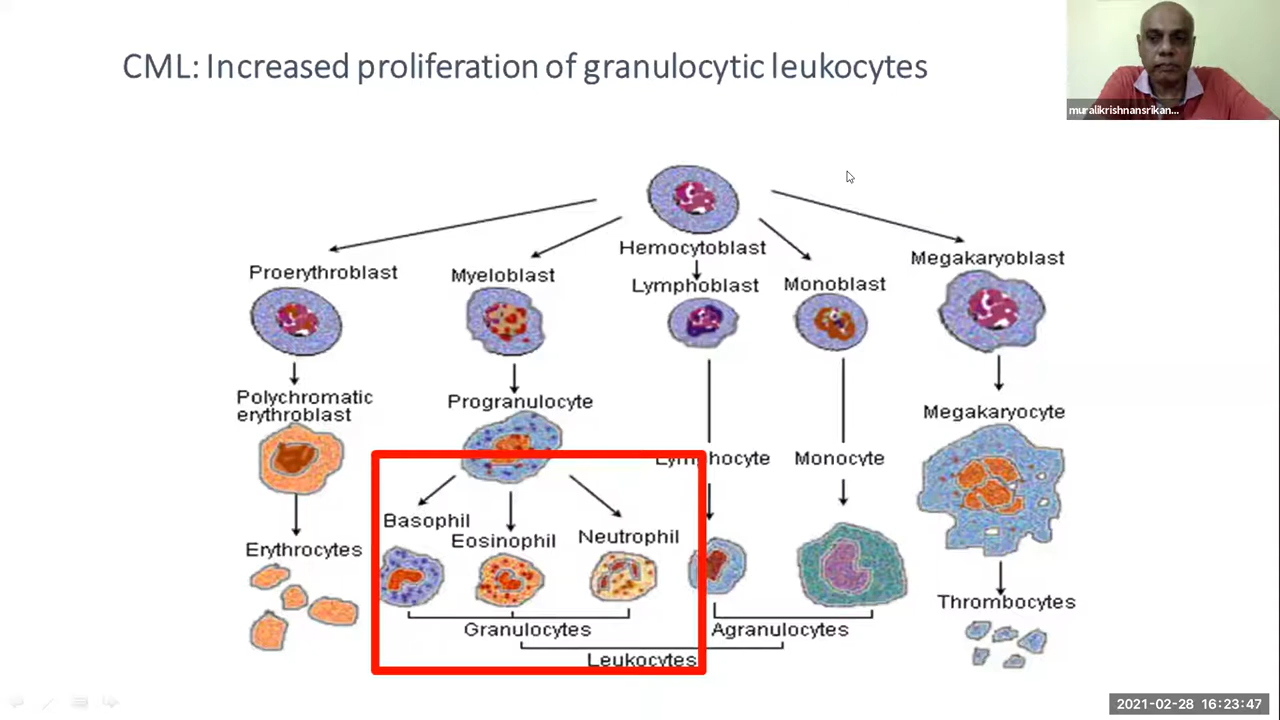 CML: Increased proliferation of granulocytic leukocytes
muralikrishnansrikan...
Hemocytoblast
Proerythroblast
Myeloblast
Lymphoblast
Monoblast
Megakaryoblast
Polychromatic
erythroblast
Progranulocyte
Megakaryocyte
Lymphocyte
Monocyte
Basophil
Eosinophil
Neutrophil
Erythrocytes
Thrombocytes
Granulocytes
Agranulocytes
Leukocytes
2021-02-28 16:23:47